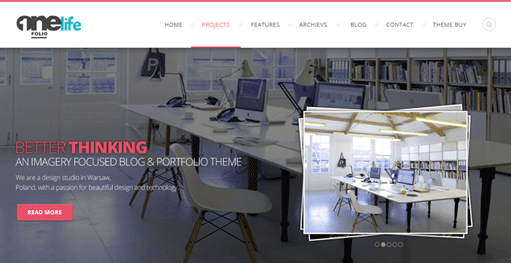 onelife
FOLIO
HOME / PROJECTS / FEATURES / ARCHIEVS / BLOG / CONTACT / THEME BUY
P
BETTER THINKING
AN IMAGERY FOCUSED BLOG & PORTFOLIO THEME
We are a design studio in Warsaw,
Poland, with a passion for beautiful design and technology...
READ MORE